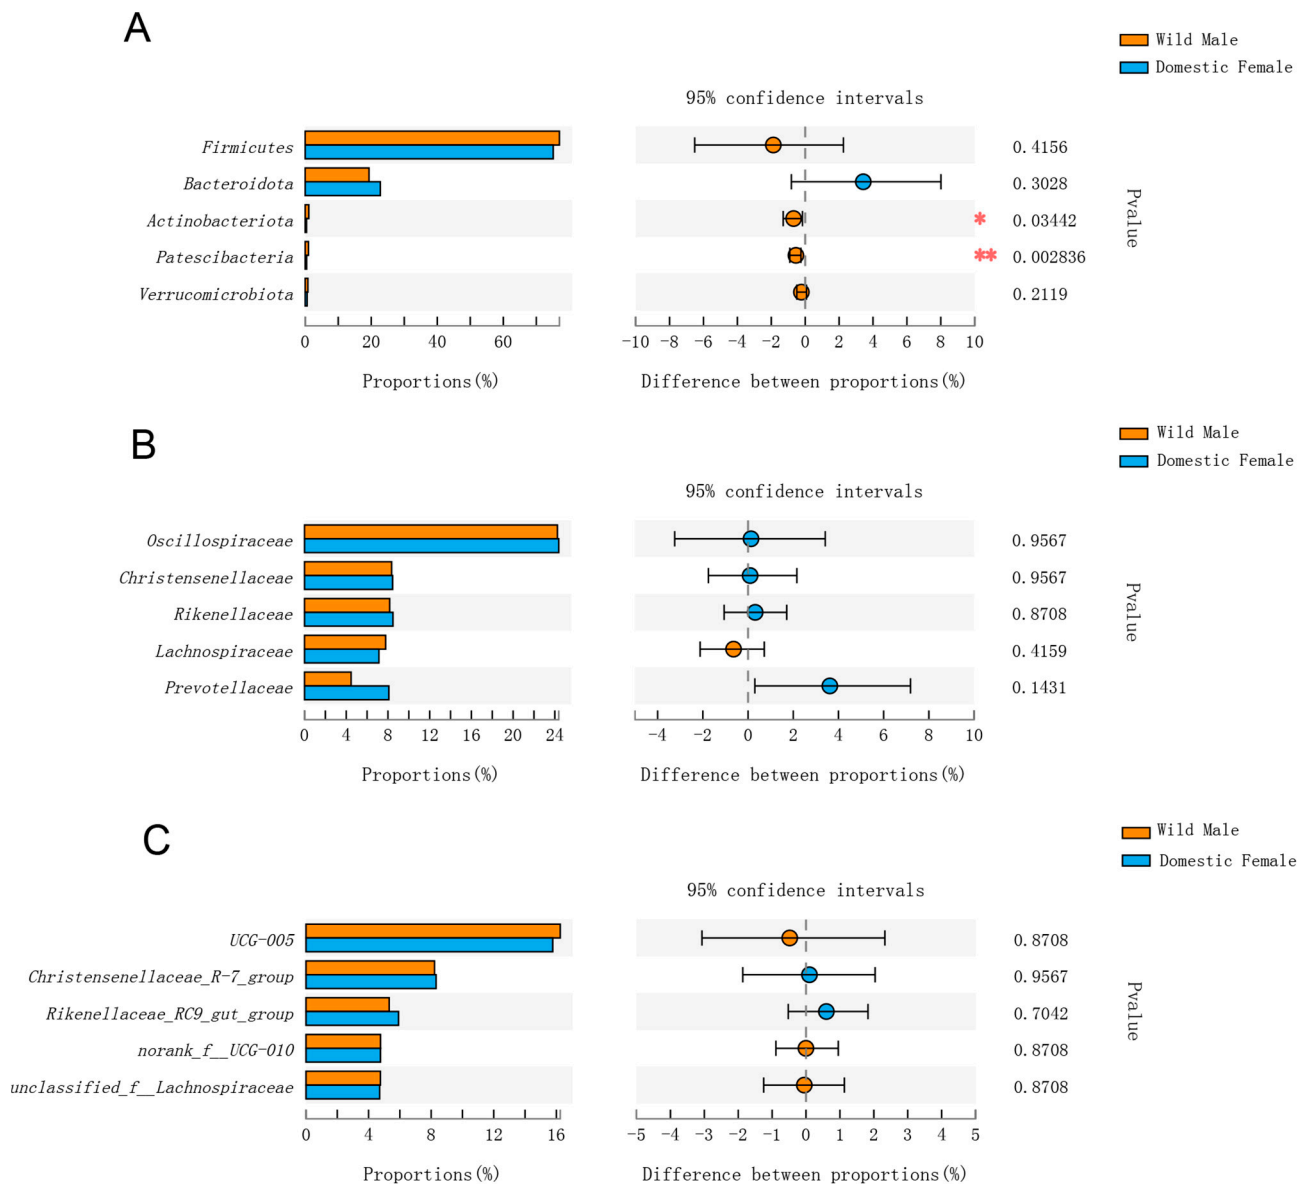 A
Wild Male
Domestic Female
95% confidence intervals
Firmicutes 0.4156
Bacteroidota 0.3028
Actinobacteriota * 0.03442
Patescibacteria ** 0.002836
Verrucomicrobiota 0.2119
Pvalue
0 20 40 60 -10 -8 -6 -4 -2 0 2 4 6 8 10
Proportions(%) Difference between proportions(%)
B
Wild Male
Domestic Female
95% confidence intervals
Oscillospiraceae 0.9567
Christensenellaceae 0.9567
Rikenellaceae 0.8708
Lachnospiraceae 0.4159
Prevotellaceae 0.1431
Pvalue
0 4 8 12 16 20 24 -4 -2 0 2 4 6 8 10
Proportions(%) Difference between proportions(%)
C
Wild Male
Domestic Female
95% confidence intervals
UCG-005 0.8708
Christensenellaceae_R-7_group 0.9567
Rikenellaceae_RC9_gut_group 0.7042
norank_f__UCG-010 0.8708
unclassified_f__Lachnospiraceae 0.8708
Pvalue
0 4 8 12 16 -5 -4 -3 -2 -1 0 1 2 3 4 5
Proportions(%) Difference between proportions(%)